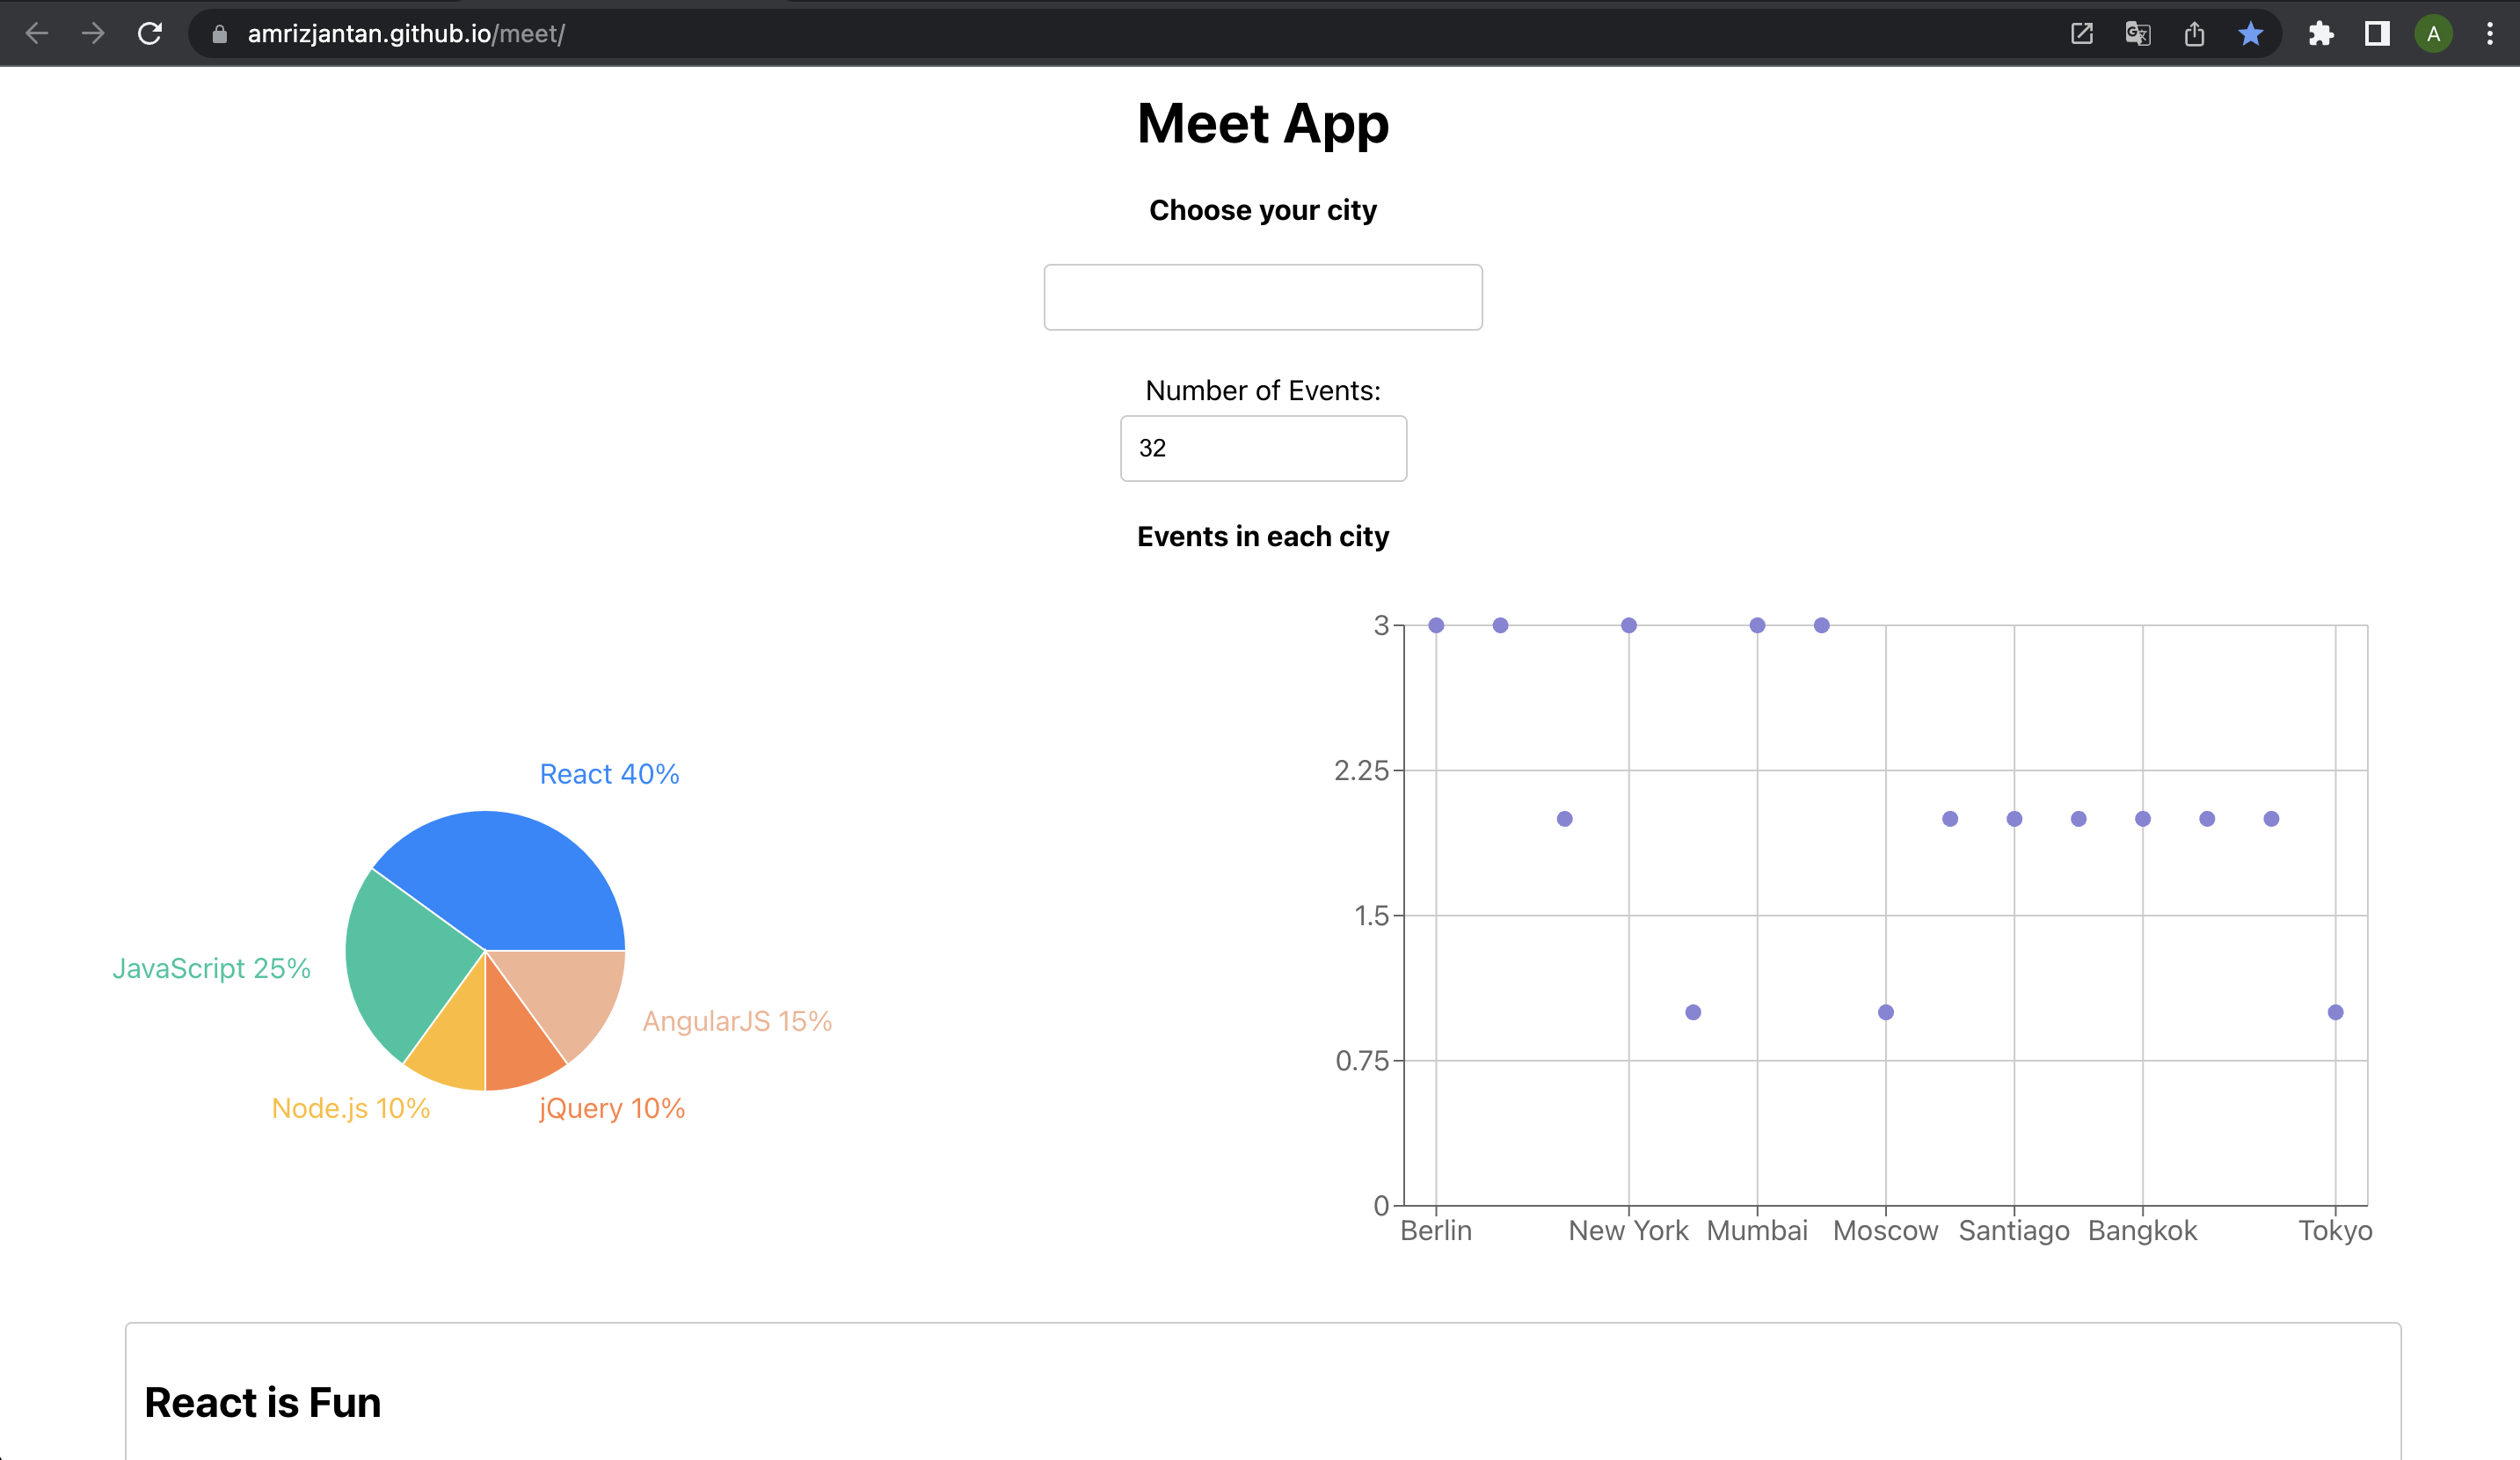 amrizjantan.github.io/meet/
A
Meet App
Choose your city
Number of Events:
32
Events in each city
React 40%
JavaScript 25%
AngularJS 15%
Node.js 10%
jQuery 10%
3
2.25
1.5
0.75
0
Berlin New York Mumbai Moscow Santiago Bangkok Tokyo
React is Fun